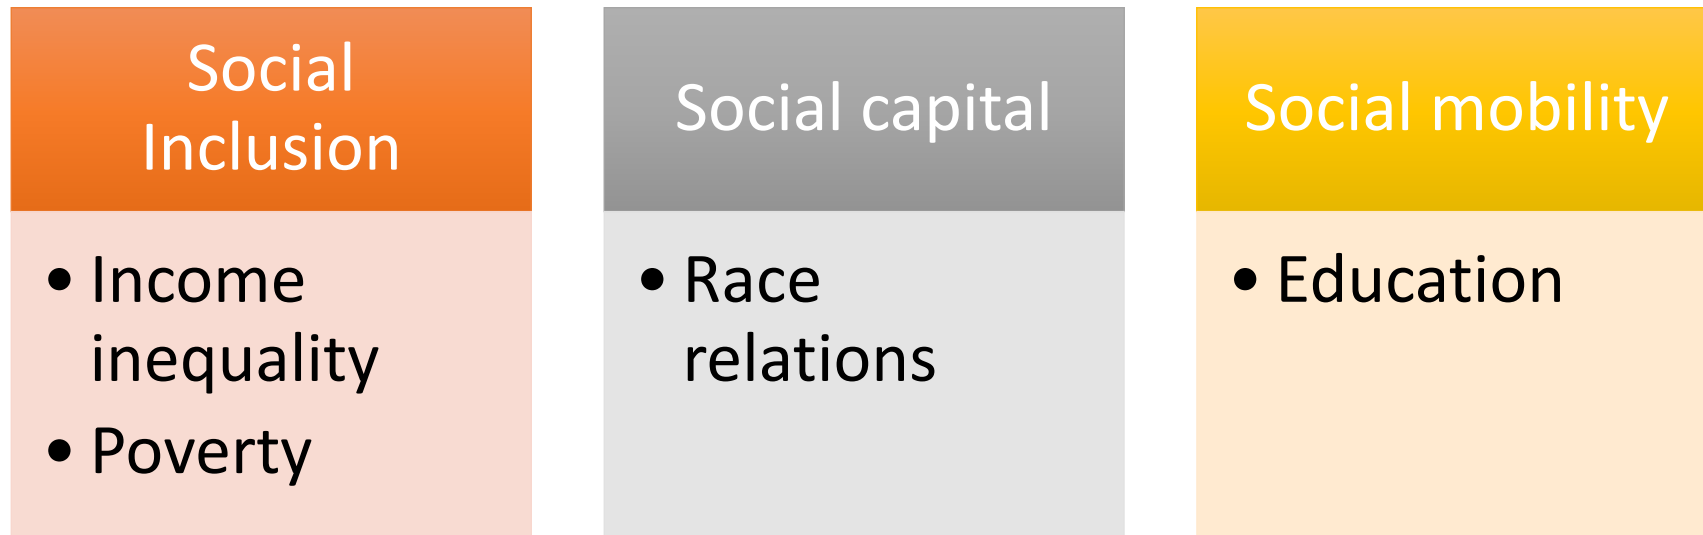 Social
Inclusion
• Income
inequality
• Poverty
Social capital
• Race
relations
Social mobility
• Education